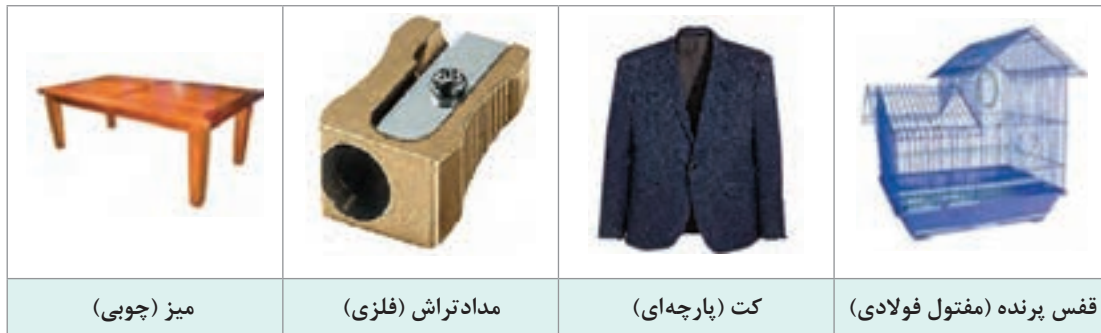 قفس پرنده (مفتول فولادی)
کت (پارچه‌ای)
مدادتراش (فلزی)
میز (چوبی)